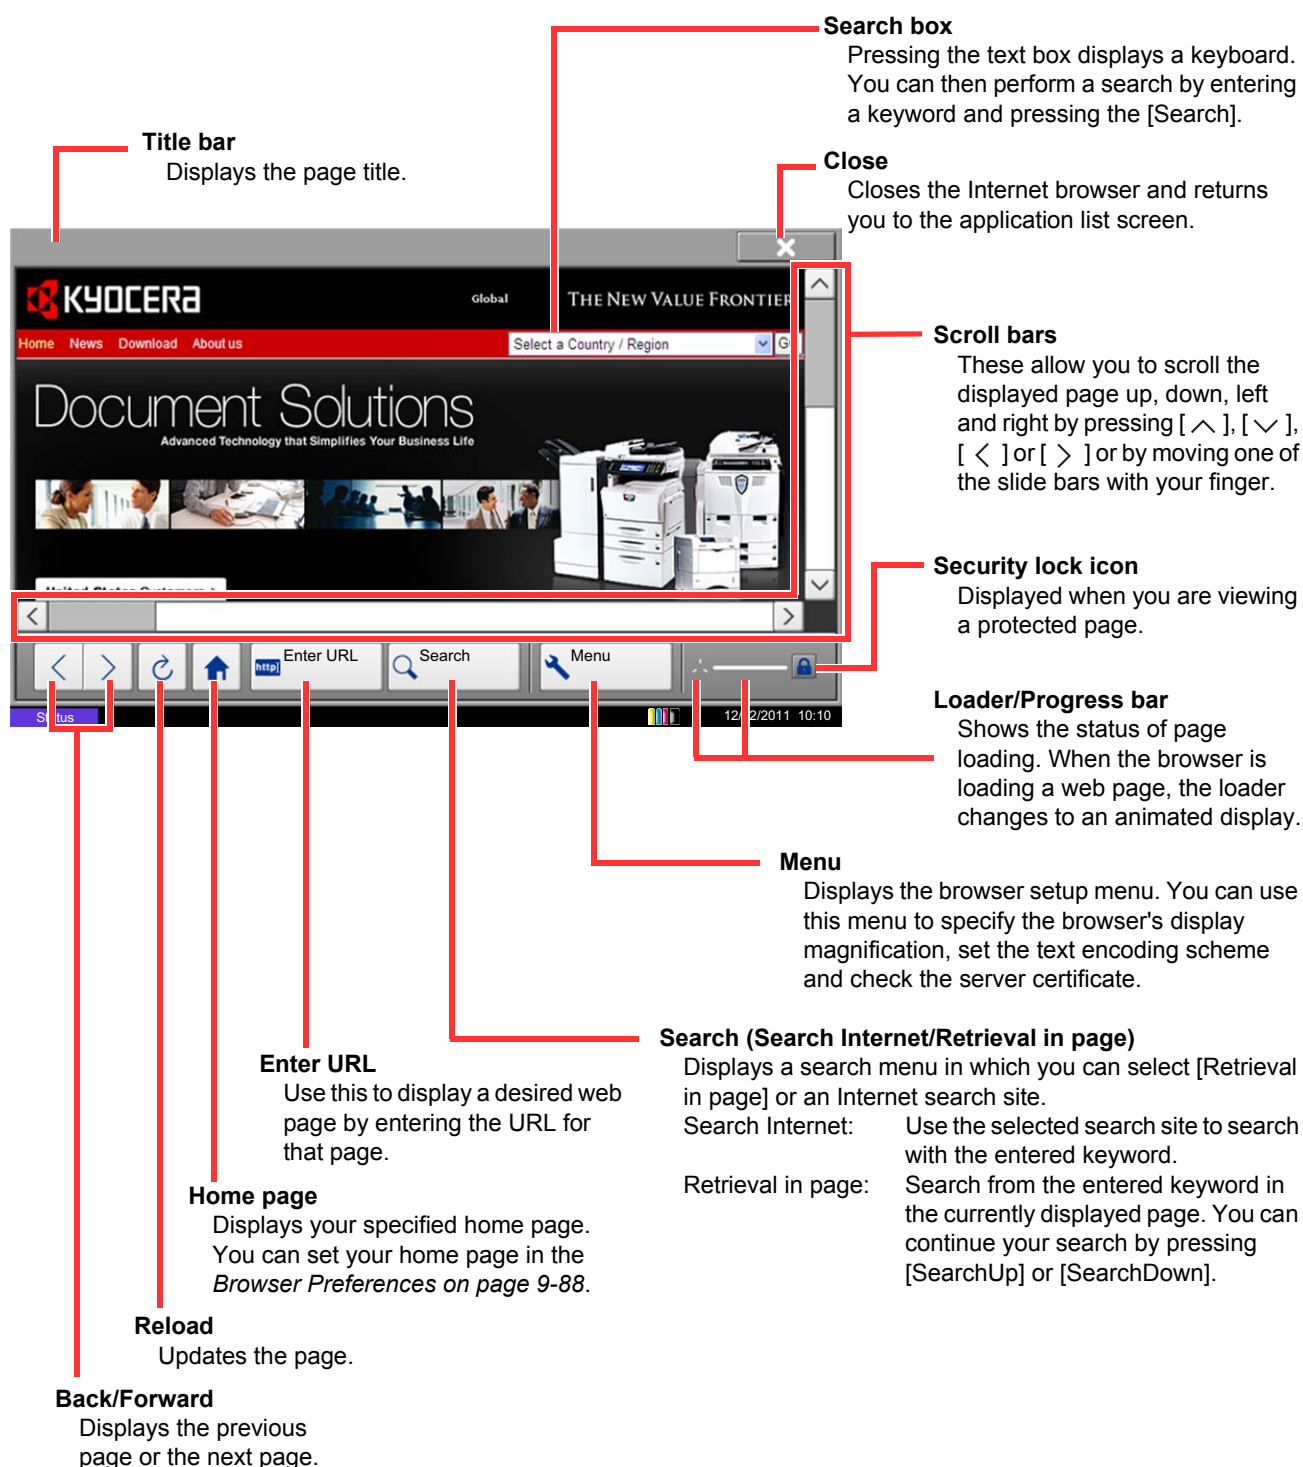 Search box
Pressing the text box displays a keyboard.
You can then perform a search by entering
a keyword and pressing the [Search].
Title bar
Displays the page title.
Close
Closes the Internet browser and returns
you to the application list screen.
KYOCERA
Global
THE NEW VALUE FRONTIER
Home News Download About us
Select a Country / Region
Document Solutions
Advanced Technology that Simplifies Your Business Life
United States Customers >
Scroll bars
These allow you to scroll the
displayed page up, down, left
and right by pressing [ ︿ ], [ ﹀ ],
[ 〈 ] or [ 〉 ] or by moving one of
the slide bars with your finger.
Security lock icon
Displayed when you are viewing
a protected page.
http] Enter URL
Search
Menu
Status
12/02/2011 10:10
Loader/Progress bar
Shows the status of page
loading. When the browser is
loading a web page, the loader
changes to an animated display.
Menu
Displays the browser setup menu. You can use
this menu to specify the browser's display
magnification, set the text encoding scheme
and check the server certificate.
Search (Search Internet/Retrieval in page)
Displays a search menu in which you can select [Retrieval
in page] or an Internet search site.
Search Internet: Use the selected search site to search
with the entered keyword.
Retrieval in page: Search from the entered keyword in
the currently displayed page. You can
continue your search by pressing
[SearchUp] or [SearchDown].
Enter URL
Use this to display a desired web
page by entering the URL for
that page.
Home page
Displays your specified home page.
You can set your home page in the
Browser Preferences on page 9-88.
Reload
Updates the page.
Back/Forward
Displays the previous
page or the next page.